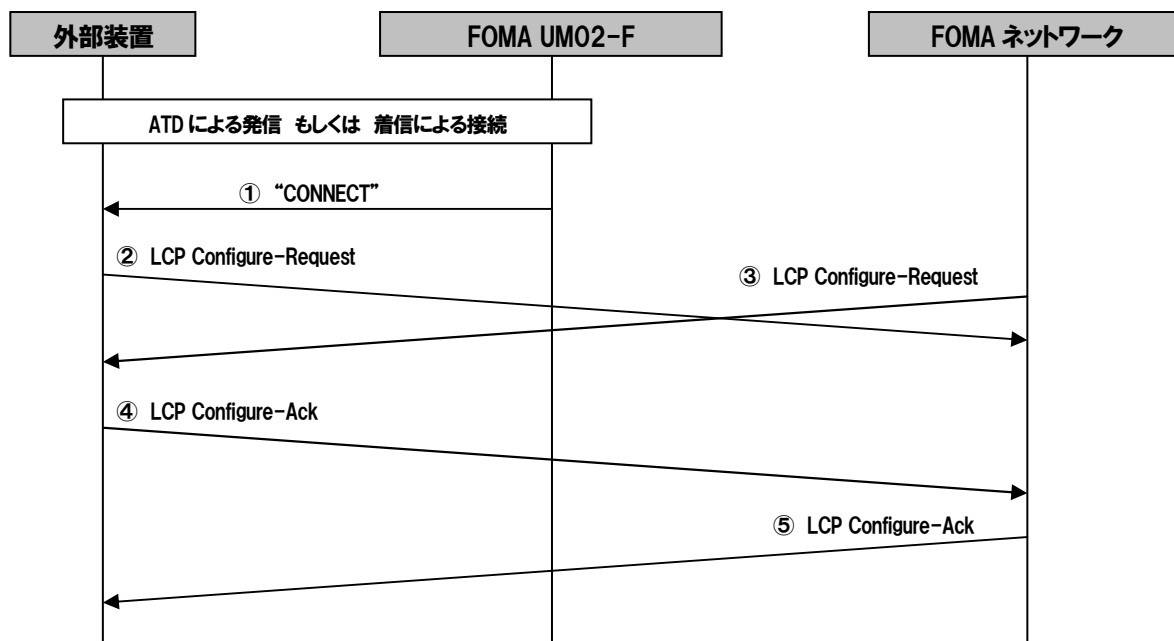 外部装置
FOMA UM02-F
FOMA ネットワーク
ATD による発信 もしくは 着信による接続
① “CONNECT”
② LCP Configure-Request
③ LCP Configure-Request
④ LCP Configure-Ack
⑤ LCP Configure-Ack